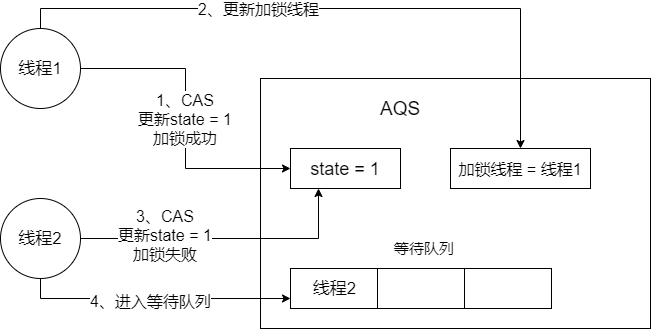 2、更新加锁线程
线程1
1、CAS
更新state = 1
加锁成功
AQS
state = 1
加锁线程 = 线程1
线程2
3、CAS
更新state = 1
加锁失败
等待队列
线程2
4、进入等待队列